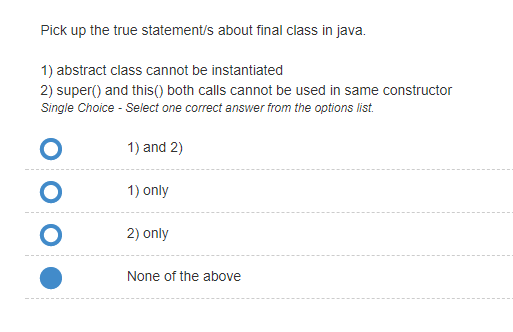 Pick up the true statement/s about final class in java.
1) abstract class cannot be instantiated
2) super() and this() both calls cannot be used in same constructor
Single Choice - Select one correct answer from the options list.
1) and 2)
1) only
2) only
None of the above